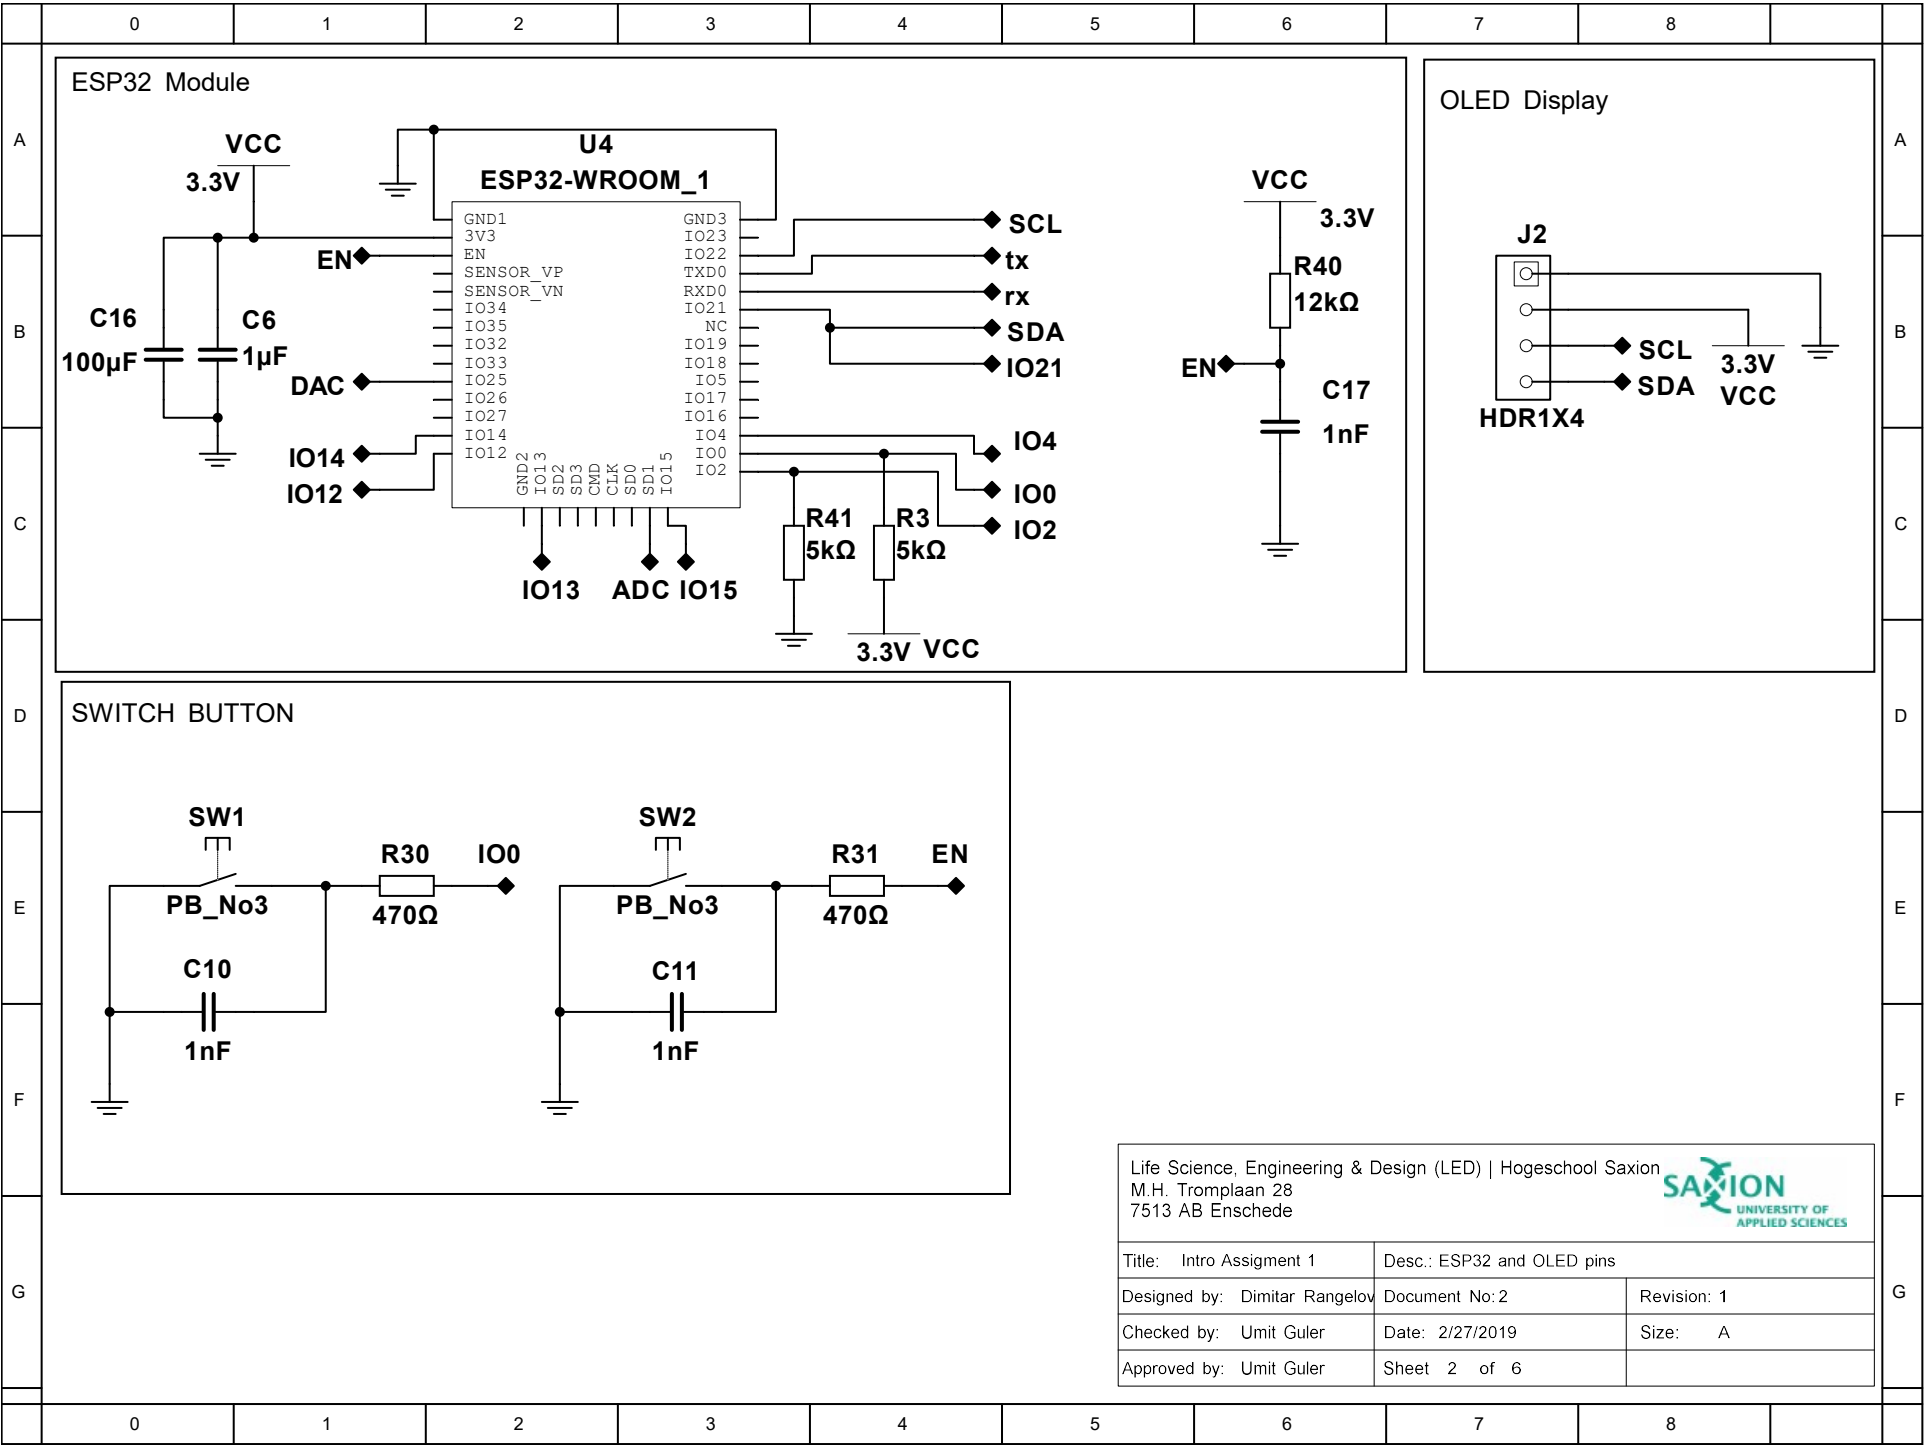 0 1 2 3 4 5 6 7 8
A
B
C
D
E
F
G
ESP32 Module
VCC
3.3V
U4
ESP32-WROOM_1
GND1
3V3
EN
SENSOR_VP
SENSOR_VN
IO34
IO35
IO32
IO33
IO25
IO26
IO27
IO14
IO12
GND2
IO13
SD2
SD3
CMD
CLK
SD0
SD1
IO15
GND3
IO23
IO22
TXD0
RXD0
IO21
NC
IO19
IO18
IO5
IO17
IO16
IO4
IO0
IO2
EN
C16
100µF
C6
1µF
DAC
IO14
IO12
IO13
ADC
IO15
SCL
tx
rx
SDA
IO21
IO4
IO0
IO2
R41
5kΩ
R3
5kΩ
3.3V VCC
VCC
3.3V
R40
12kΩ
EN
C17
1nF
OLED Display
J2
HDR1X4
SCL
SDA
3.3V
VCC
SWITCH BUTTON
SW1
PB_No3
R30
470Ω
IO0
C10
1nF
SW2
PB_No3
R31
470Ω
EN
C11
1nF
Life Science, Engineering & Design (LED) | Hogeschool Saxion
M.H. Tromplaan 28
7513 AB Enschede
SAXION
UNIVERSITY OF
APPLIED SCIENCES
Title: Intro Assigment 1
Desc.: ESP32 and OLED pins
Designed by: Dimitar Rangelov
Document No: 2
Revision: 1
Checked by: Umit Guler
Date: 2/27/2019
Size: A
Approved by: Umit Guler
Sheet 2 of 6
A
B
C
D
E
F
G
0 1 2 3 4 5 6 7 8